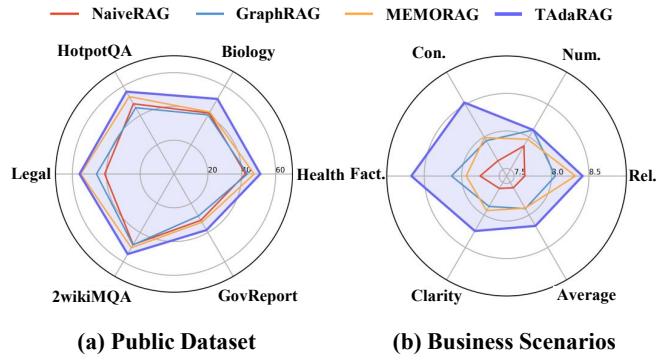 NaiveRAG GraphRAG MEMORAG TAdaRAG
HotpotQA Biology
Legal 20 40 60 Health
2wikiMQA GovReport
(a) Public Dataset
Con. Num.
Fact. 7.5 8.0 8.5 Rel.
Clarity Average
(b) Business Scenarios